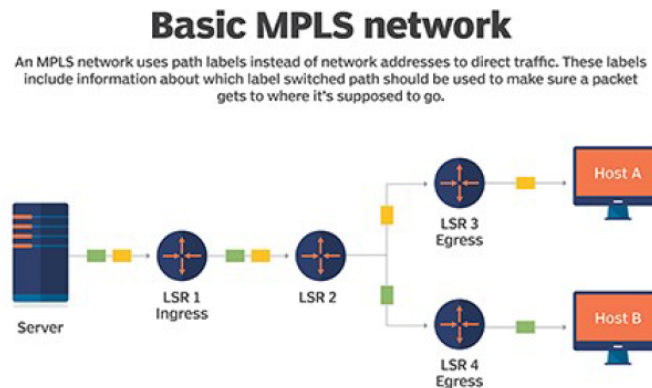 Basic MPLS network
An MPLS network uses path labels instead of network addresses to direct traffic. These labels
include information about which label switched path should be used to make sure a packet
gets to where it's supposed to go.
Host A
LSR 3
Egress
Server
LSR 1
Ingress
LSR 2
Host B
LSR 4
Egress